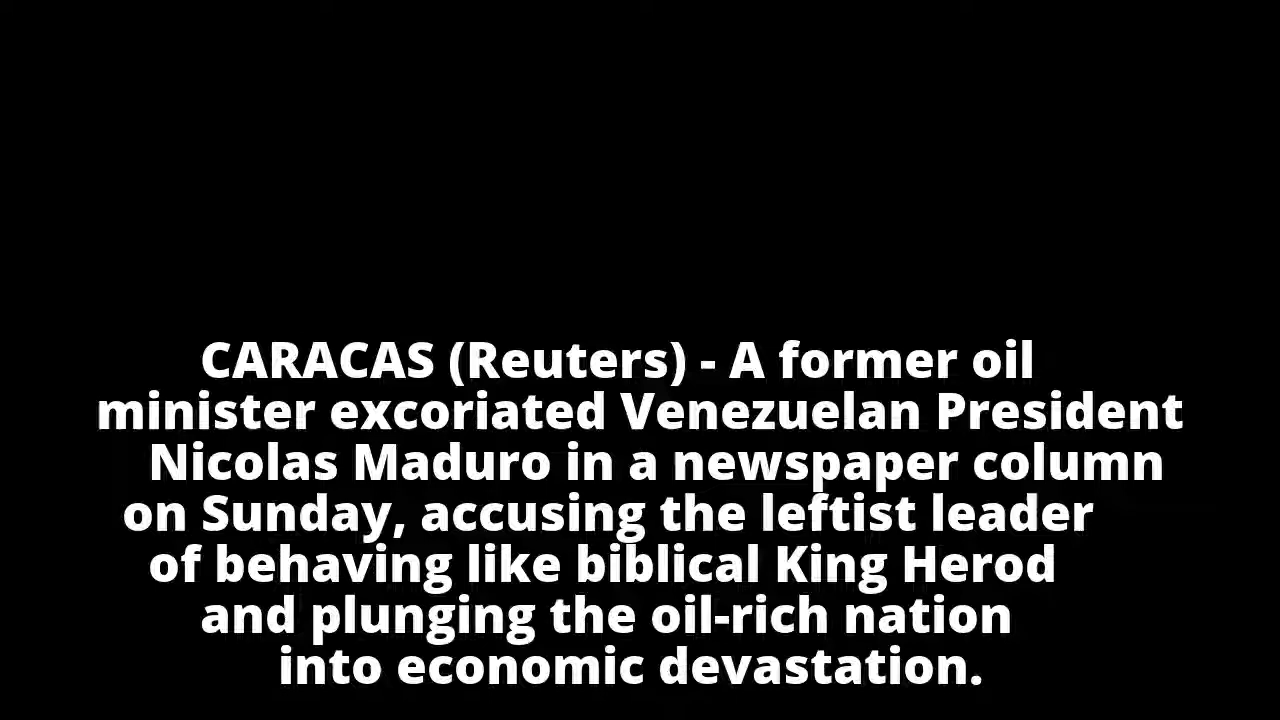 CARACAS (Reuters) - A former oil
minister excoriated Venezuelan President
Nicolas Maduro in a newspaper column
on Sunday, accusing the leftist leader
of behaving like biblical King Herod
and plunging the oil-rich nation
into economic devastation.